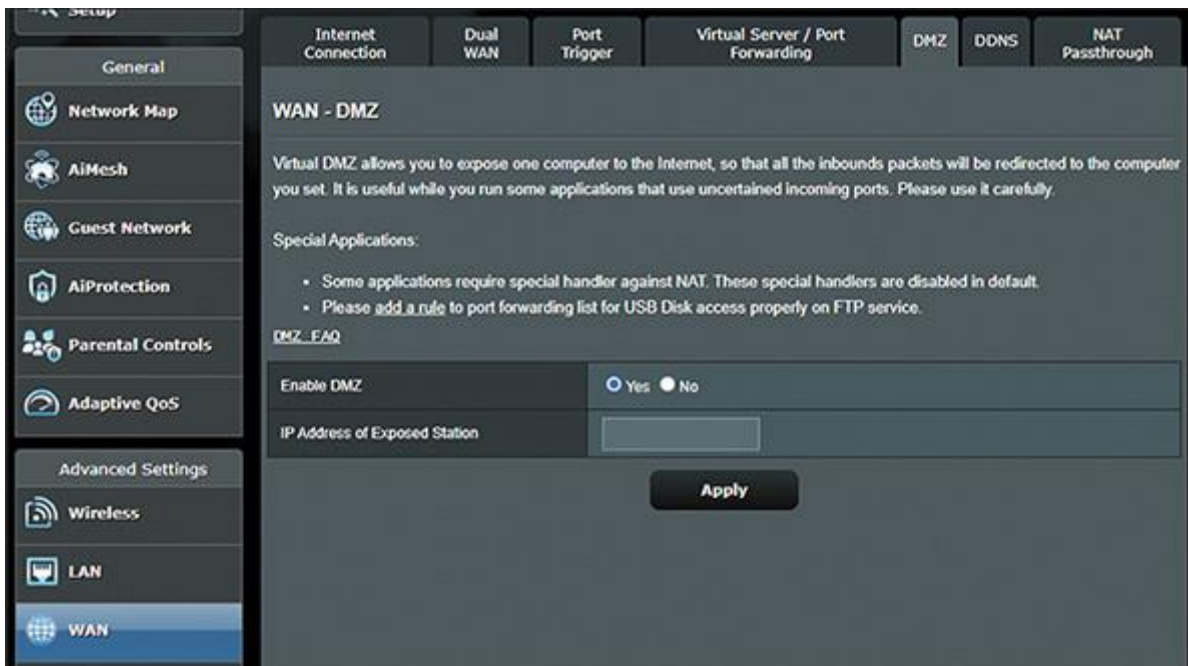 Setup
General
Network Map
AiMesh
Guest Network
AiProtection
Parental Controls
Adaptive QoS
Advanced Settings
Wireless
LAN
WAN
Internet
Connection
Dual
WAN
Port
Trigger
Virtual Server / Port
Forwarding
DMZ
DDNS
NAT
Passthrough
WAN - DMZ
Virtual DMZ allows you to expose one computer to the Internet, so that all the inbounds packets will be redirected to the computer
you set. It is useful while you run some applications that use uncertained incoming ports. Please use it carefully.
Special Applications:
• Some applications require special handler against NAT. These special handlers are disabled in default.
• Please add a rule to port forwarding list for USB Disk access properly on FTP service.
DMZ FAQ
Enable DMZ
Yes No
IP Address of Exposed Station
Apply